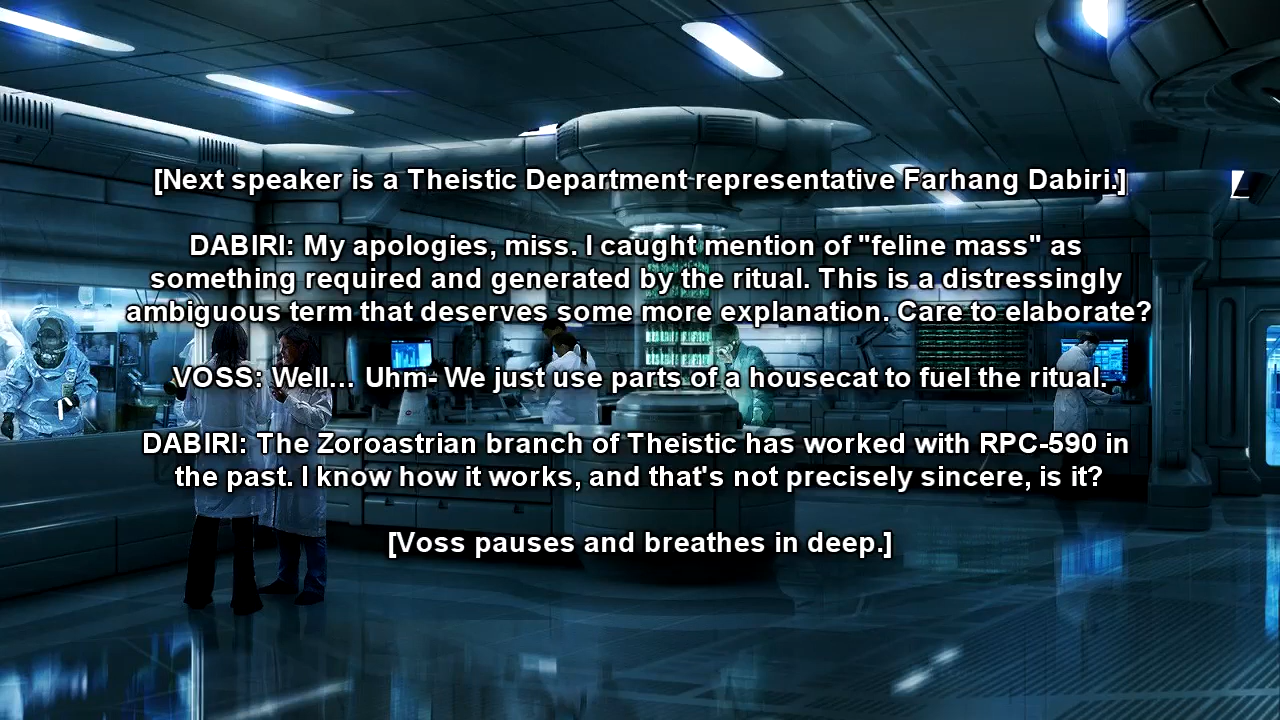 [Next speaker is a Theistic Department representative Farhang Dabiri.]
DABIRI: My apologies, miss. I caught mention of "feline mass" as
something required and generated by the ritual. This is a distressingly
ambiguous term that deserves some more explanation. Care to elaborate?
VOSS: Well... Uhm- We just use parts of a housecat to fuel the ritual.
DABIRI: The Zoroastrian branch of Theistic has worked with RPC-590 in
the past. I know how it works, and that's not precisely sincere, is it?
[Voss pauses and breathes in deep.]